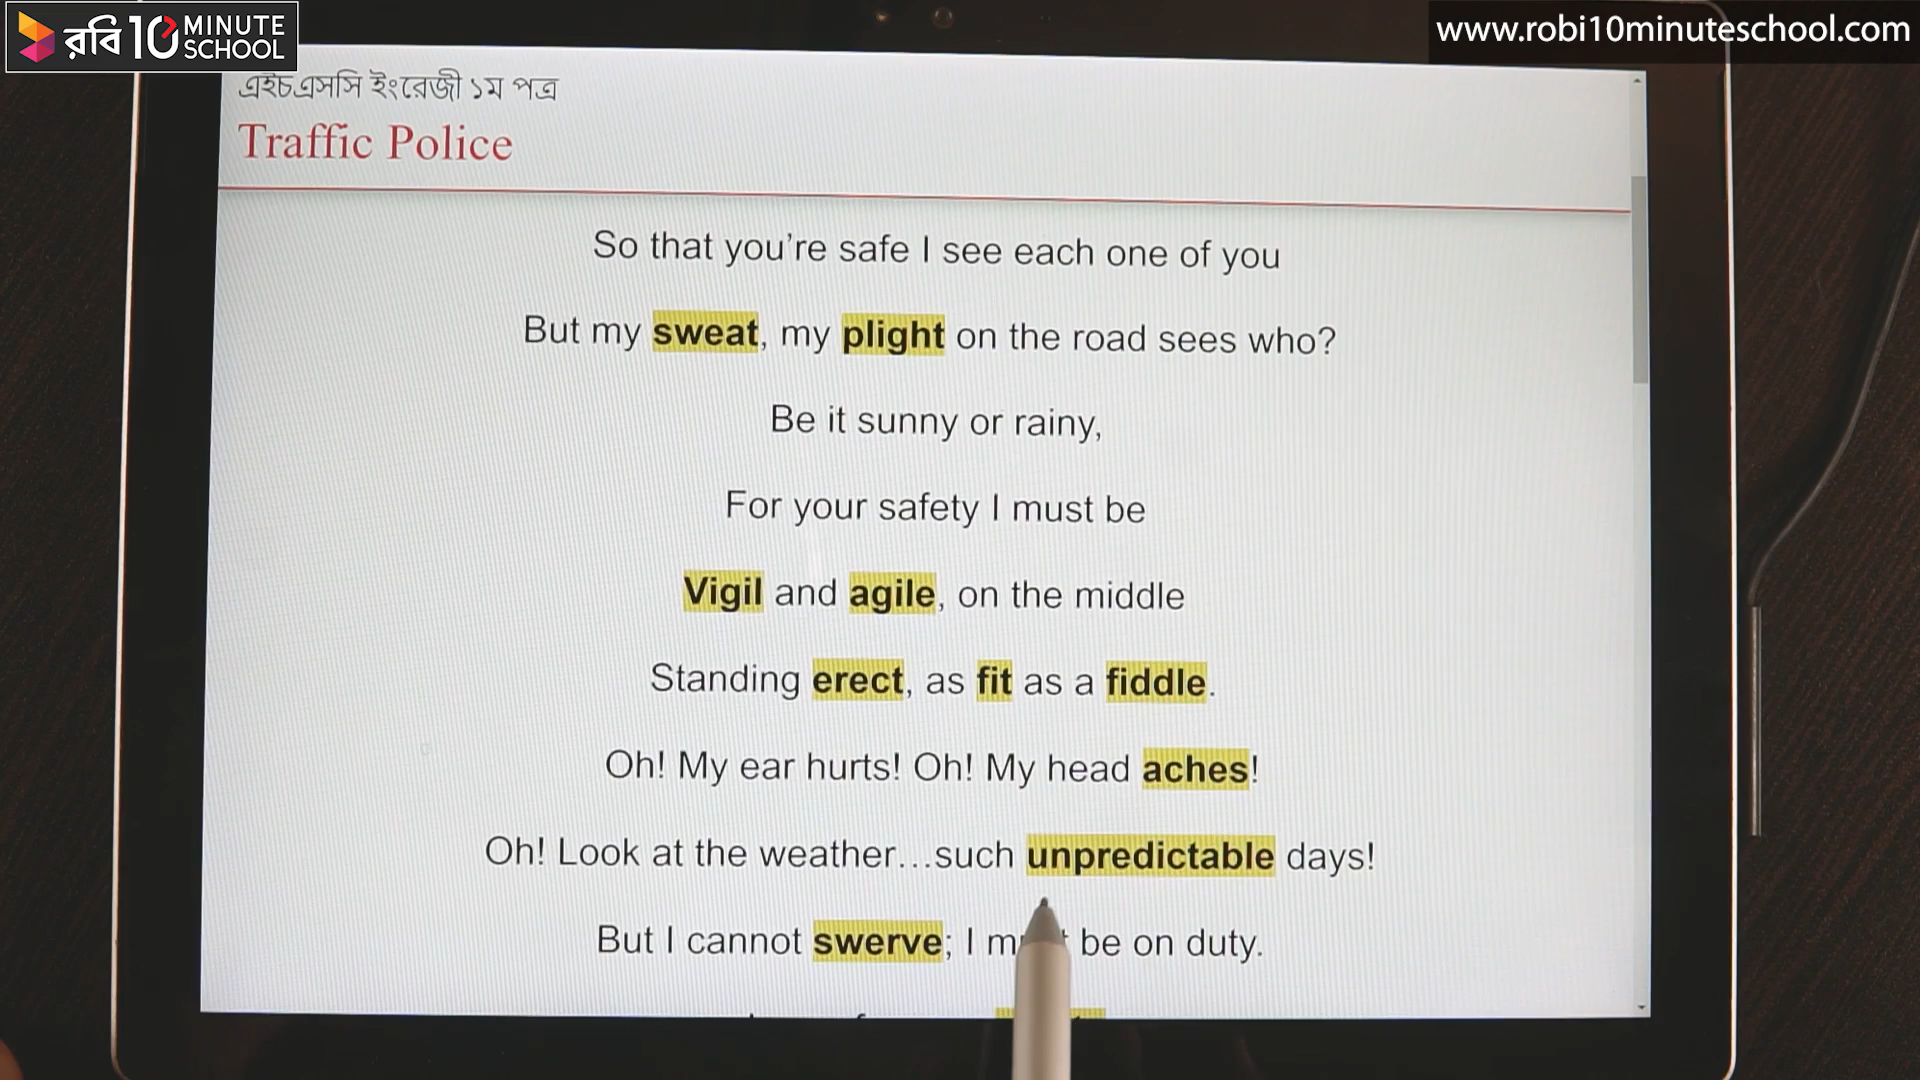 রবি 10 MINUTE SCHOOL
www.robi10minuteschool.com
এইচএসসি ইংরেজী ১ম পত্র
Traffic Police
So that you're safe I see each one of you
But my sweat, my plight on the road sees who?
Be it sunny or rainy,
For your safety I must be
Vigil and agile, on the middle
Standing erect, as fit as a fiddle.
Oh! My ear hurts! Oh! My head aches!
Oh! Look at the weather...such unpredictable days!
But I cannot swerve; I be on duty.